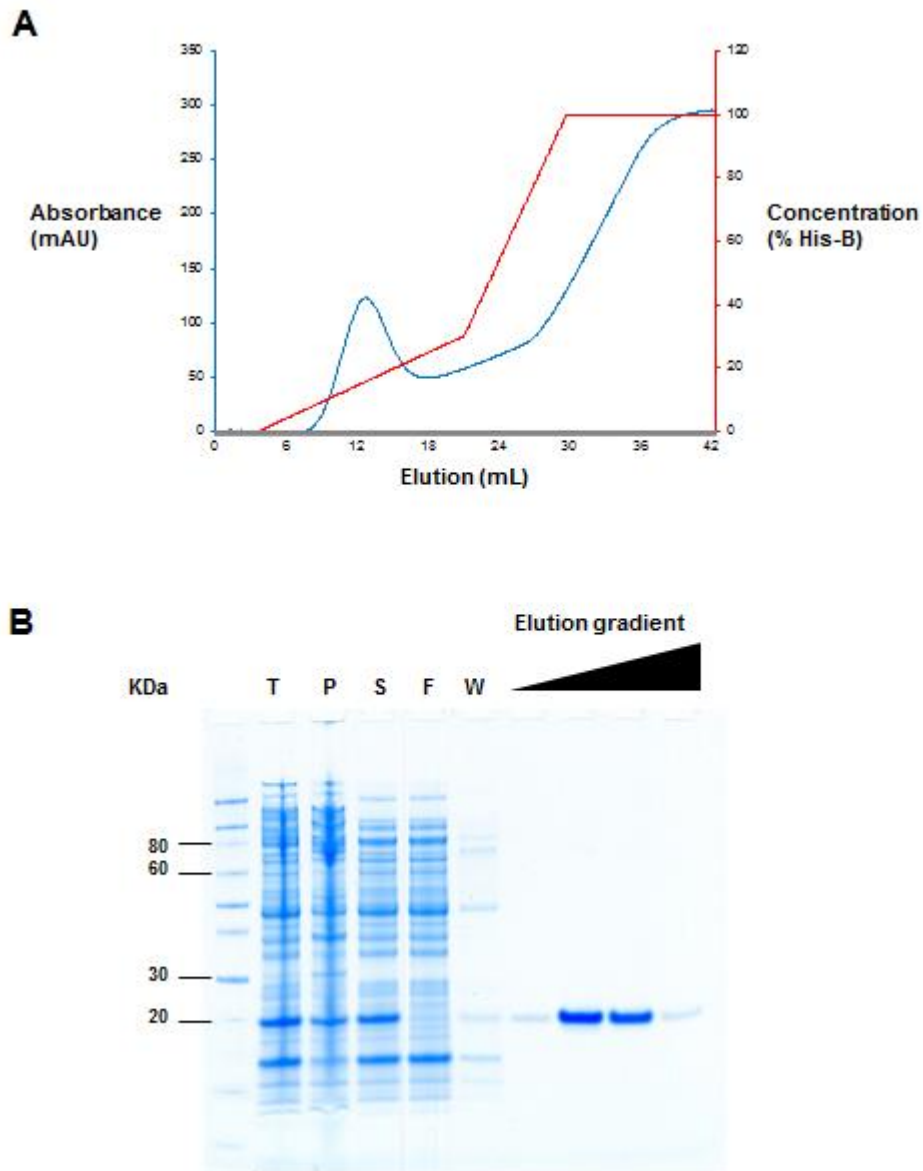 A
350
300
250
200
150
100
50
0
Absorbance
(mAU)
120
100
80
60
40
20
0
Concentration
(% His-B)
0 6 12 18 24 30 36 42
Elution (mL)
B
Elution gradient
KDa T P S F W
80
60
30
20